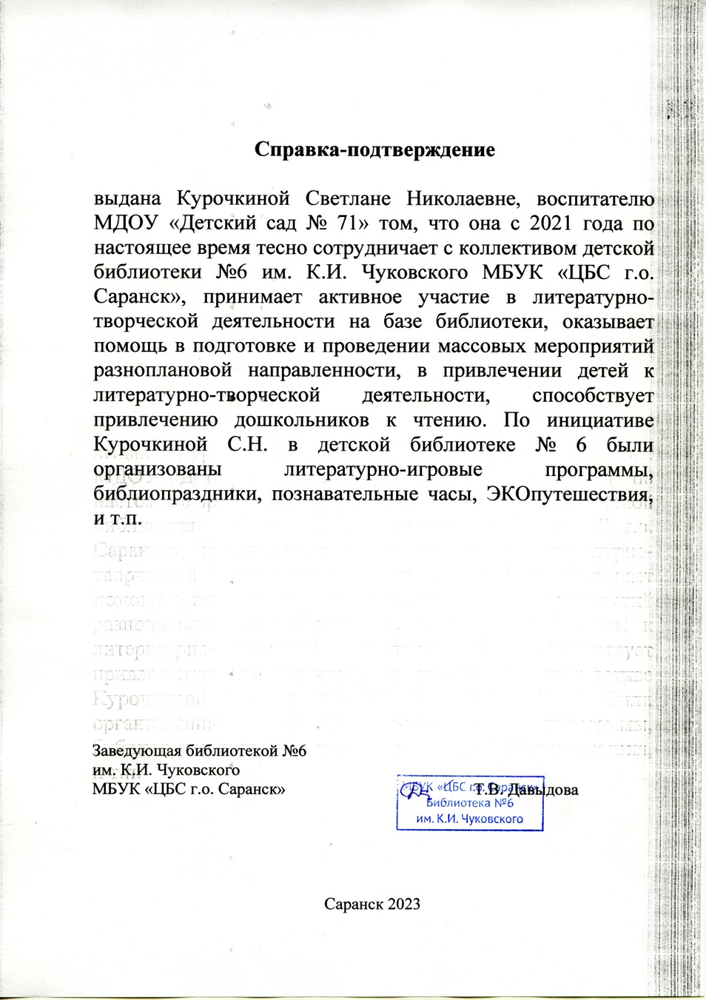 Справка-подтверждение
выдана Курочкиной Светлане Николаевне, воспитателю
МДОУ «Детский сад № 71» том, что она с 2021 года по
настоящее время тесно сотрудничает с коллективом детской
библиотеки №6 им. К.И. Чуковского МБУК «ЦБС г.о.
Саранск», принимает активное участие в литературно-
творческой деятельности на базе библиотеки, оказывает
помощь в подготовке и проведении массовых мероприятий
разноплановой направленности, в привлечении детей к
литературно-творческой деятельности, способствует
привлечению дошкольников к чтению. По инициативе
Курочкиной С.Н. в детской библиотеке № 6 были
организованы литературно-игровые программы,
библиопраздники, познавательные часы, ЭКОпутешествия,
и т.п.
Заведующая библиотекой №6
им. К.И. Чуковского
МБУК «ЦБС г.о. Саранск»
Т.В. Давыдова
МБУК «ЦБС г.о. Саранск»
Библиотека №6
им. К.И. Чуковского
Саранск 2023